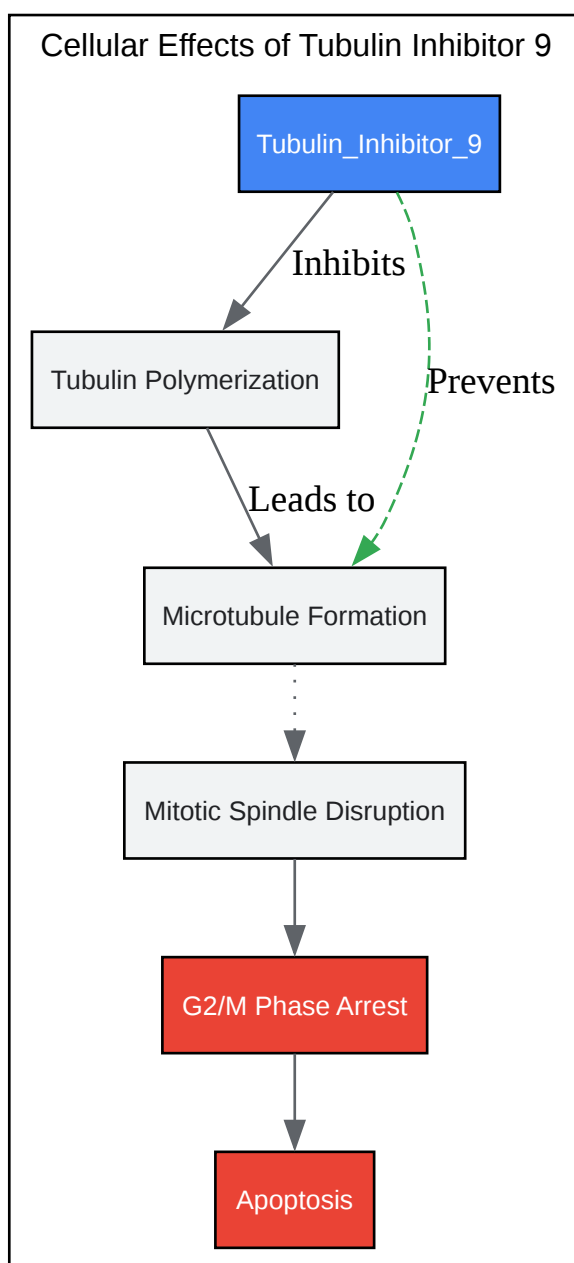 Cellular Effects of Tubulin Inhibitor 9
Tubulin_Inhibitor_9
Inhibits
Tubulin Polymerization
Prevents
Leads to
Microtubule Formation
Mitotic Spindle Disruption
G2/M Phase Arrest
Apoptosis